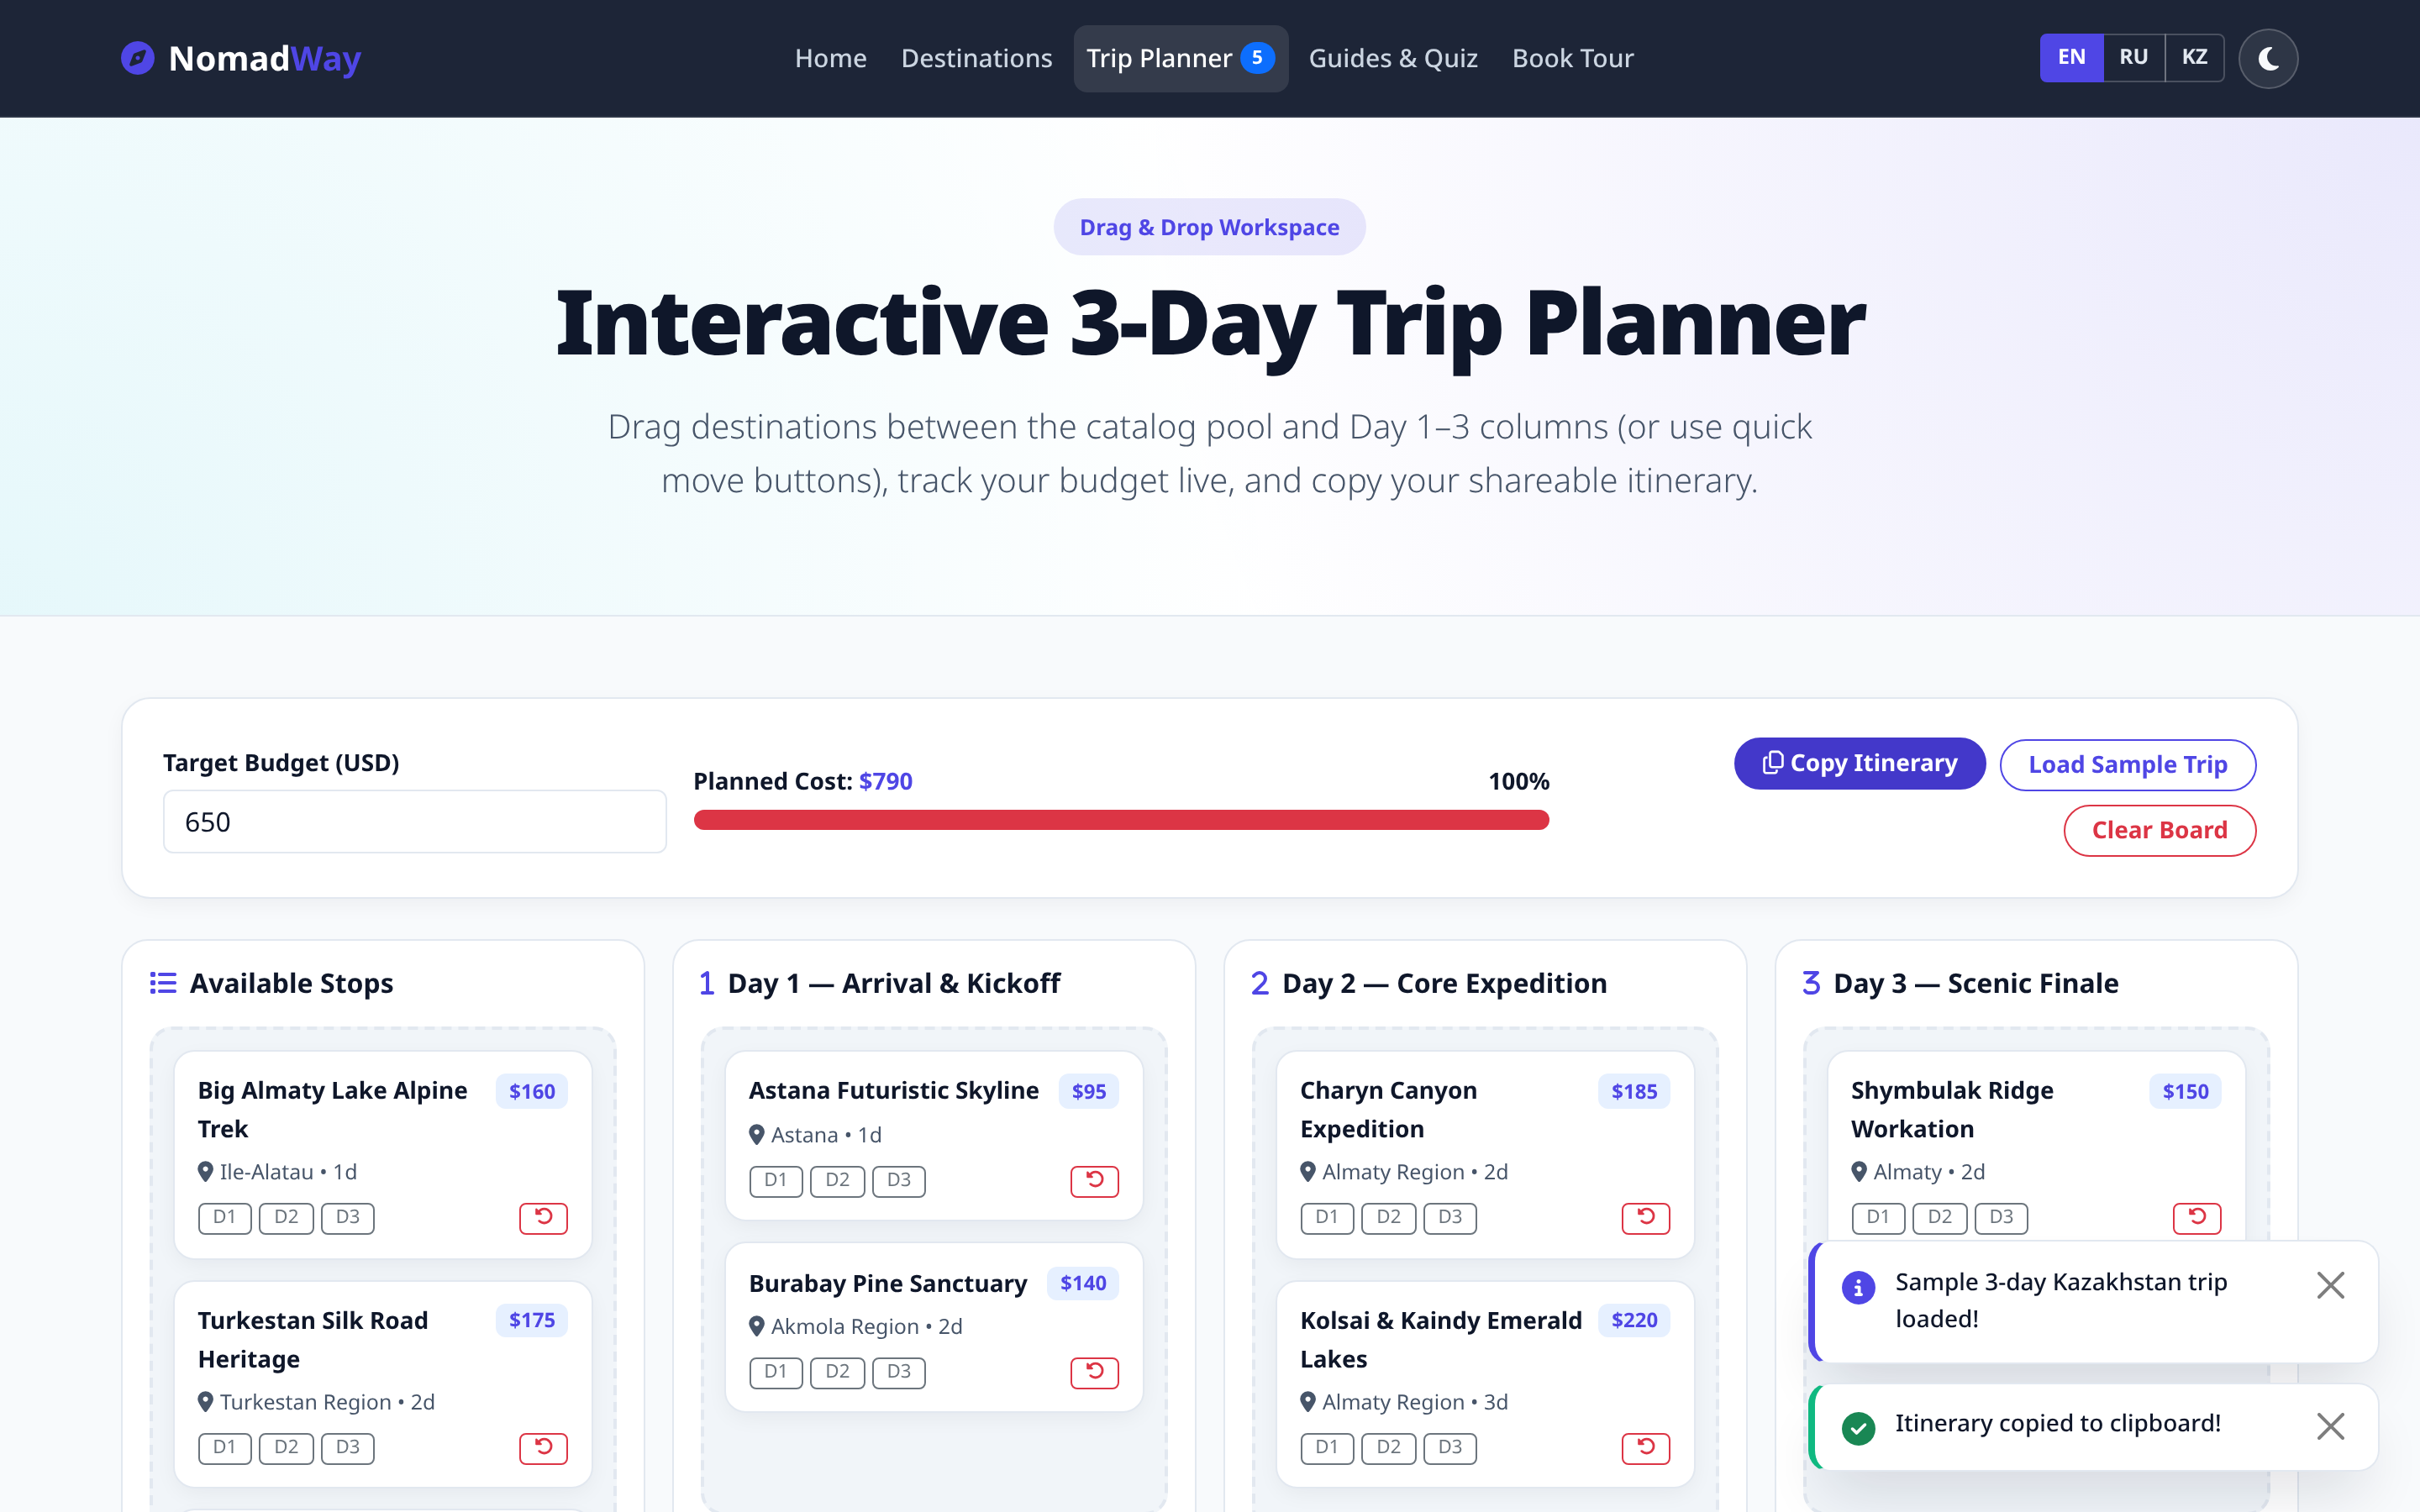 NomadWay
Home
Destinations
Trip Planner 5
Guides & Quiz
Book Tour
EN
RU
KZ
Drag & Drop Workspace
Interactive 3-Day Trip Planner
Drag destinations between the catalog pool and Day 1–3 columns (or use quick
move buttons), track your budget live, and copy your shareable itinerary.
Target Budget (USD)
650
Planned Cost: $790
100%
Copy Itinerary
Load Sample Trip
Clear Board
Available Stops
Big Almaty Lake Alpine
Trek
$160
Ile-Alatau • 1d
D1 D2 D3
Turkestan Silk Road
Heritage
$175
Turkestan Region • 2d
D1 D2 D3
1 Day 1 — Arrival & Kickoff
Astana Futuristic Skyline
$95
Astana • 1d
D1 D2 D3
Burabay Pine Sanctuary
$140
Akmola Region • 2d
D1 D2 D3
2 Day 2 — Core Expedition
Charyn Canyon
Expedition
$185
Almaty Region • 2d
D1 D2 D3
Kolsai & Kaindy Emerald
Lakes
$220
Almaty Region • 3d
D1 D2 D3
3 Day 3 — Scenic Finale
Shymbulak Ridge
Workation
$150
Almaty • 2d
D1 D2 D3
Sample 3-day Kazakhstan trip
loaded!
Itinerary copied to clipboard!